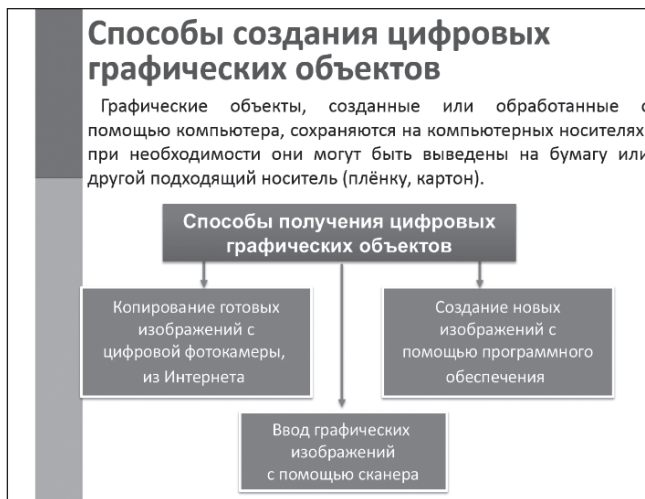 Способы создания цифровых
графических объектов
Графические объекты, созданные или обработанные с
помощью компьютера, сохраняются на компьютерных носителях;
при необходимости они могут быть выведены на бумагу или
другой подходящий носитель (плёнку, картон).
Способы получения цифровых
графических объектов
Копирование готовых
изображений с
цифровой фотокамеры,
из Интернета
Создание новых
изображений с
помощью программного
обеспечения
Ввод графических
изображений
с помощью сканера